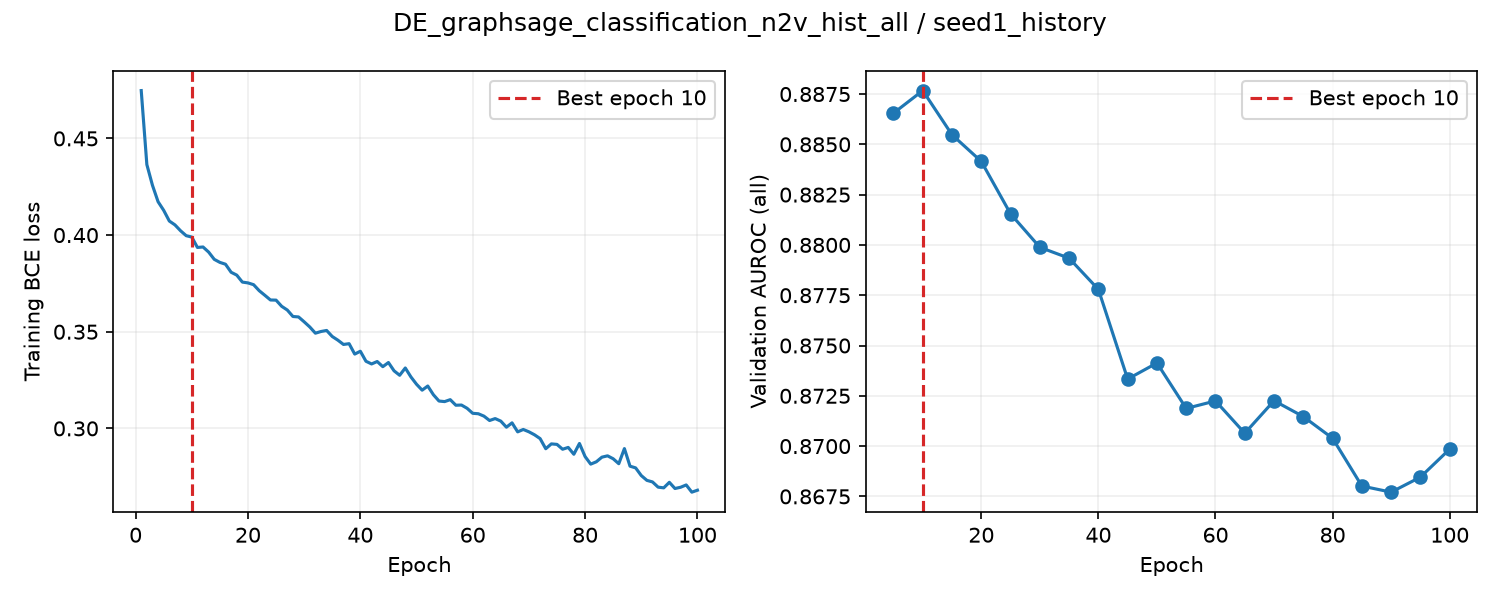 DE_graphsage_classification_n2v_hist_all / seed1_history
Training BCE loss
0.45
0.40
0.35
0.30
Best epoch 10
0 20 40 60 80 100
Epoch
Validation AUROC (all)
0.8875
0.8850
0.8825
0.8800
0.8775
0.8750
0.8725
0.8700
0.8675
Best epoch 10
20 40 60 80 100
Epoch